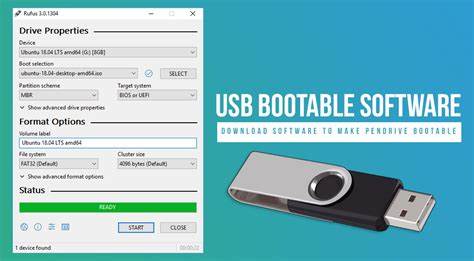 Rufus 3.0.1304
Drive Properties
Device
Ubuntu 18.04 LTS amd64 (G:) [8GB]
Boot selection
ubuntu-18.04-desktop-amd64.iso
SELECT
Partition scheme
Target system
MBR
BIOS or UEFI
Show advanced drive properties
Format Options
Volume label
Ubuntu 18.04 LTS amd64
File system
Cluster size
FAT32 (Default)
4096 bytes (Default)
Show advanced format options
Status
READY
START
CLOSE
1 device found
USB BOOTABLE SOFTWARE
DOWNLOAD SOFTWARE TO MAKE PENDRIVE BOOTABLE